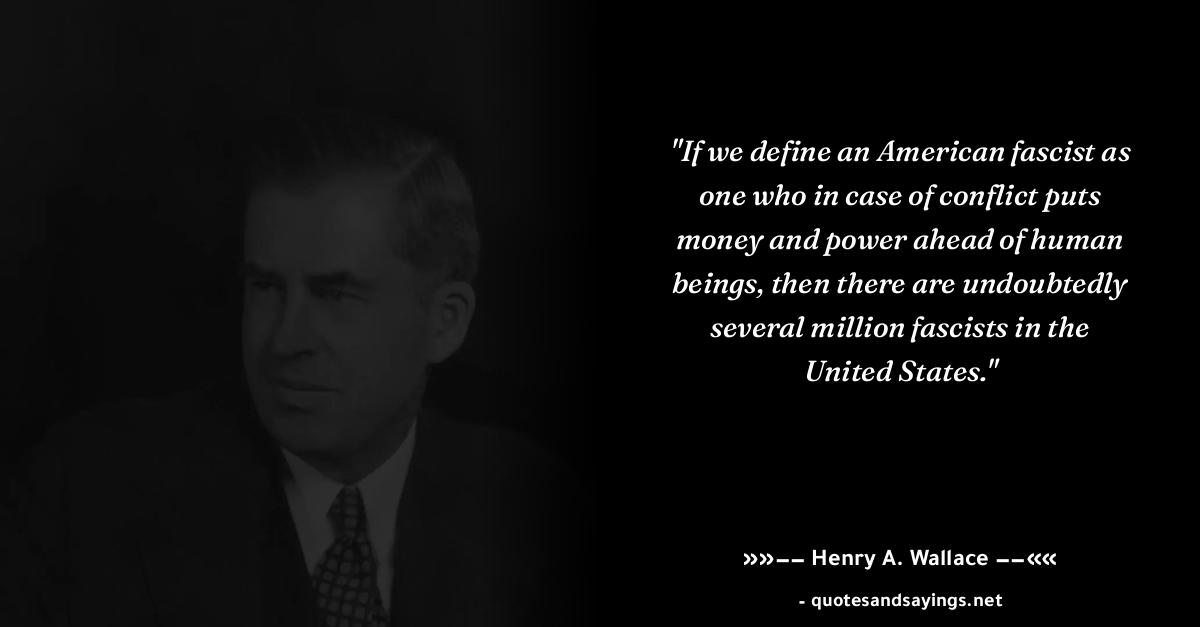 "If we define an American fascist as
one who in case of conflict puts
money and power ahead of human
beings, then there are undoubtedly
several million fascists in the
United States."
»»–– Henry A. Wallace ––««
- quotesandsayings.net